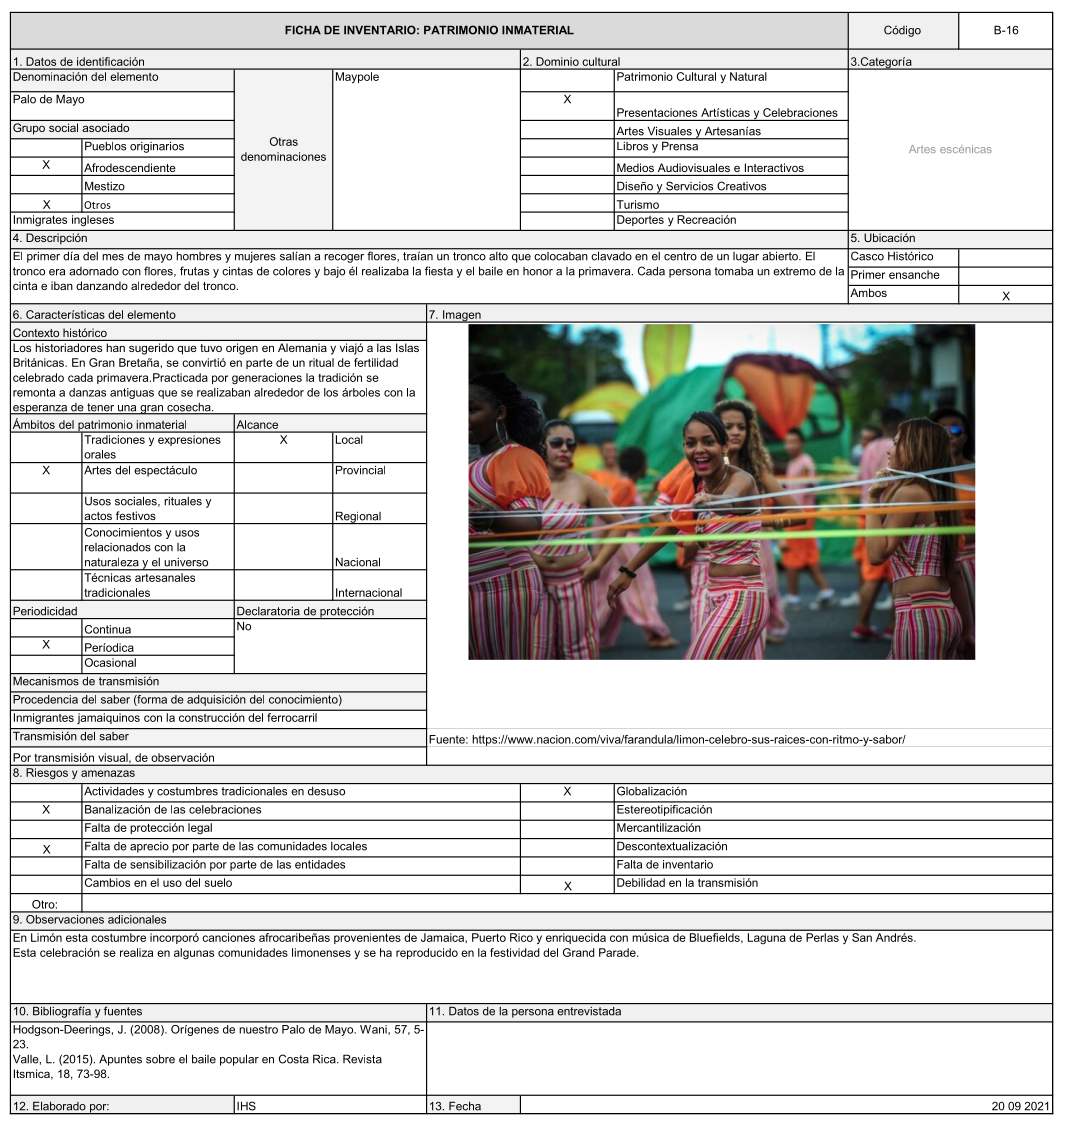 FICHA DE INVENTARIO: PATRIMONIO INMATERIAL
Código
B-16
1. Datos de identificación
2. Dominio cultural
3.Categoría
Denominación del elemento
Palo de Mayo
Grupo social asociado
Pueblos originarios
X
Afrodescendiente
Mestizo
X
Otros
Inmigrates ingleses
Otras
denominaciones
Maypole
Patrimonio Cultural y Natural
X
Presentaciones Artísticas y Celebraciones
Artes Visuales y Artesanías
Libros y Prensa
Medios Audiovisuales e Interactivos
Diseño y Servicios Creativos
Turismo
Deportes y Recreación
Artes escénicas
4. Descripción
El primer día del mes de mayo hombres y mujeres salían a recoger flores, traían un tronco alto que colocaban clavado en el centro de un lugar abierto. El
tronco era adornado con flores, frutas y cintas de colores y bajo él realizaba la fiesta y el baile en honor a la primavera. Cada persona tomaba un extremo de la
cinta e iban danzando alrededor del tronco.
5. Ubicación
Casco Histórico
Primer ensanche
Ambos
X
6. Características del elemento
7. Imagen
Contexto histórico
Los historiadores han sugerido que tuvo origen en Alemania y viajó a las Islas
Británicas. En Gran Bretaña, se convirtió en parte de un ritual de fertilidad
celebrado cada primavera.Practicada por generaciones la tradición se
remonta a danzas antiguas que se realizaban alrededor de los árboles con la
esperanza de tener una gran cosecha.
Ámbitos del patrimonio inmaterial
Alcance
Tradiciones y expresiones
orales
X
Local
X
Artes del espectáculo
Provincial
Usos sociales, rituales y
actos festivos
Regional
Conocimientos y usos
relacionados con la
naturaleza y el universo
Nacional
Técnicas artesanales
tradicionales
Internacional
Periodicidad
Declaratoria de protección
Continua
No
X
Períodica
Ocasional
Mecanismos de transmisión
Procedencia del saber (forma de adquisición del conocimiento)
Inmigrantes jamaiquinos con la construcción del ferrocarril
Transmisión del saber
Por transmisión visual, de observación
Fuente: https://www.nacion.com/viva/farandula/limon-celebro-sus-raices-con-ritmo-y-sabor/
8. Riesgos y amenazas
Actividades y costumbres tradicionales en desuso
X
Globalización
X
Banalización de las celebraciones
Estereotipificación
Falta de protección legal
Mercantilización
X
Falta de aprecio por parte de las comunidades locales
Descontextualización
Falta de sensibilización por parte de las entidades
Falta de inventario
Cambios en el uso del suelo
X
Debilidad en la transmisión
Otro:
9. Observaciones adicionales
En Limón esta costumbre incorporó canciones afrocaribeñas provenientes de Jamaica, Puerto Rico y enriquecida con música de Bluefields, Laguna de Perlas y San Andrés.
Esta celebración se realiza en algunas comunidades limonenses y se ha reproducido en la festividad del Grand Parade.
10. Bibliografía y fuentes
11. Datos de la persona entrevistada
Hodgson-Deerings, J. (2008). Orígenes de nuestro Palo de Mayo. Wani, 57, 5-
23.
Valle, L. (2015). Apuntes sobre el baile popular en Costa Rica. Revista
Itsmica, 18, 73-98.
12. Elaborado por:
IHS
13. Fecha
20 09 2021